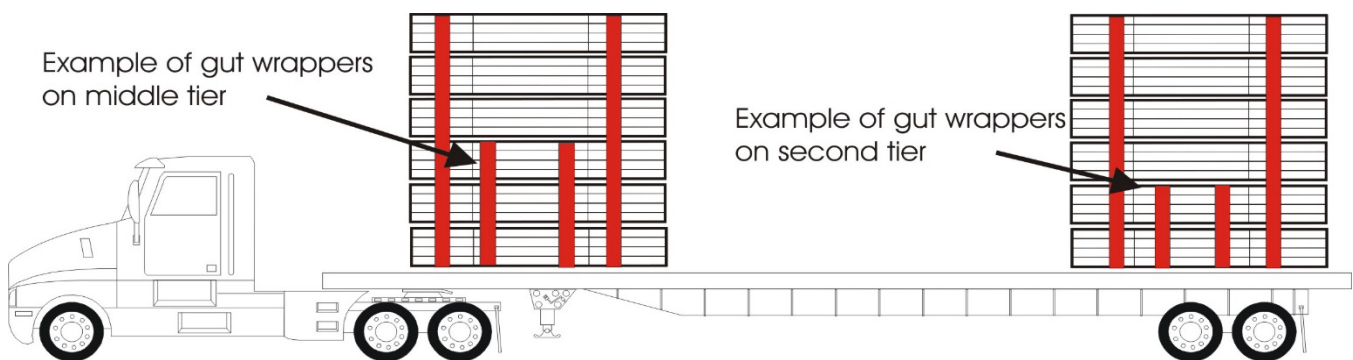 Example of gut wrappers
on middle tier
Example of gut wrappers
on second tier